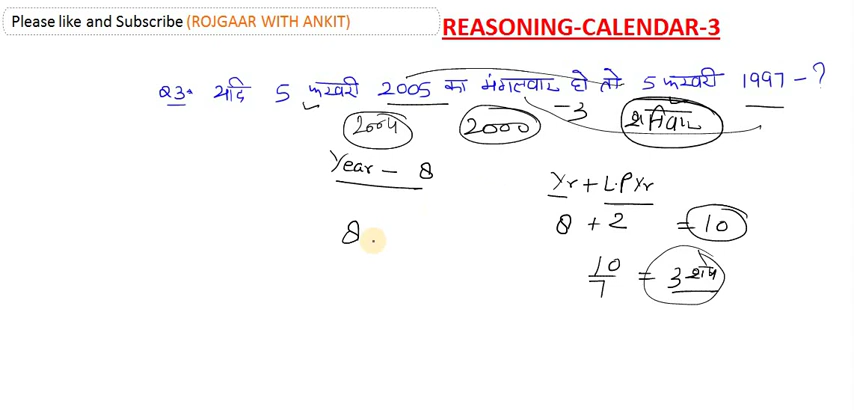 Please like and Subscribe (ROJGAAR WITH ANKIT)
REASONING-CALENDAR-3
Q3• यदि 5 फरवरी 2005 का मंगलवार हो तो 5 फरवरी 1997 - ?
2004 2000 -3 शनिवार
Year - 8
Yr + L.P Yr
8 + 2 = 10
8
10/7 = 3 शेष